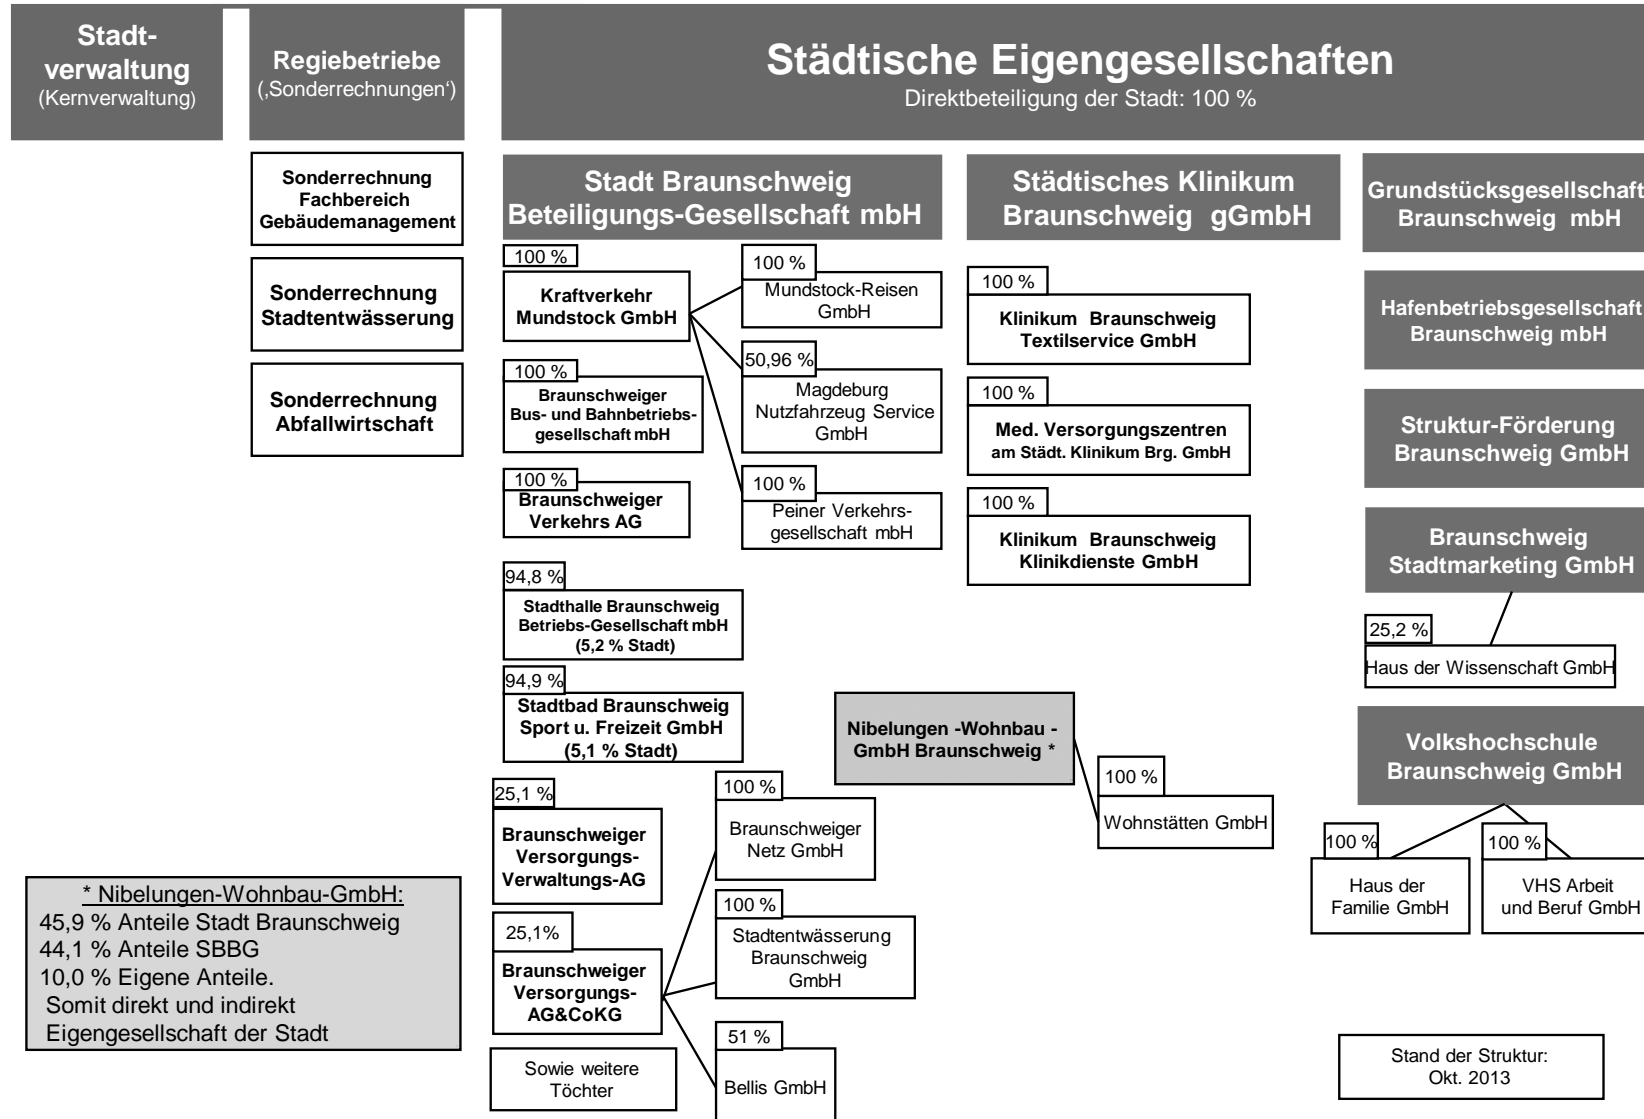 Stadt-
verwaltung
(Kernverwaltung)
Regiebetriebe
(‚Sonderrechnungen‘)
Städtische Eigengesellschaften
Direktbeteiligung der Stadt: 100 %
Sonderrechnung
Fachbereich
Gebäudemanagement
Sonderrechnung
Stadtentwässerung
Sonderrechnung
Abfallwirtschaft
Stadt Braunschweig
Beteiligungs-Gesellschaft mbH
100 %
Kraftverkehr
Mundstock GmbH
100 %
Mundstock-Reisen
GmbH
50,96 %
Magdeburg
Nutzfahrzeug Service
GmbH
100 %
Peiner Verkehrs-
gesellschaft mbH
100 %
Braunschweiger
Bus- und Bahnbetriebs-
gesellschaft mbH
100 %
Braunschweiger
Verkehrs AG
94,8 %
Stadthalle Braunschweig
Betriebs-Gesellschaft mbH
(5,2 % Stadt)
94,9 %
Stadtbad Braunschweig
Sport u. Freizeit GmbH
(5,1 % Stadt)
25,1 %
Braunschweiger
Versorgungs-
Verwaltungs-AG
25,1%
Braunschweiger
Versorgungs-
AG&CoKG
Sowie weitere
Töchter
100 %
Braunschweiger
Netz GmbH
100 %
Stadtentwässerung
Braunschweig
GmbH
51 %
Bellis GmbH
Städtisches Klinikum
Braunschweig gGmbH
100 %
Klinikum Braunschweig
Textilservice GmbH
100 %
Med. Versorgungszentren
am Städt. Klinikum Brg. GmbH
100 %
Klinikum Braunschweig
Klinikdienste GmbH
Nibelungen -Wohnbau -
GmbH Braunschweig *
100 %
Wohnstätten GmbH
Grundstücksgesellschaft
Braunschweig mbH
Hafenbetriebsgesellschaft
Braunschweig mbH
Struktur-Förderung
Braunschweig GmbH
Braunschweig
Stadtmarketing GmbH
25,2 %
Haus der Wissenschaft GmbH
Volkshochschule
Braunschweig GmbH
100 %
Haus der
Familie GmbH
100 %
VHS Arbeit
und Beruf GmbH
* Nibelungen-Wohnbau-GmbH:
45,9 % Anteile Stadt Braunschweig
44,1 % Anteile SBBG
10,0 % Eigene Anteile.
Somit direkt und indirekt
Eigengesellschaft der Stadt
Stand der Struktur:
Okt. 2013